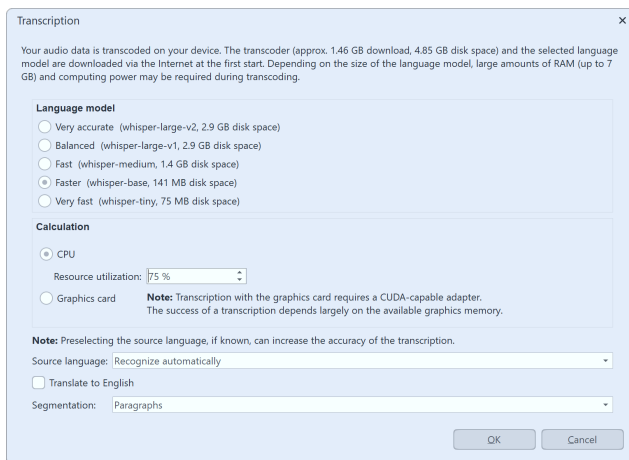 Transcription
Your audio data is transcoded on your device. The transcoder (approx. 1.46 GB download, 4.85 GB disk space) and the selected language
model are downloaded via the Internet at the first start. Depending on the size of the language model, large amounts of RAM (up to 7
GB) and computing power may be required during transcoding.
Language model
Very accurate (whisper-large-v2, 2.9 GB disk space)
Balanced (whisper-large-v1, 2.9 GB disk space)
Fast (whisper-medium, 1.4 GB disk space)
Faster (whisper-base, 141 MB disk space)
Very fast (whisper-tiny, 75 MB disk space)
Calculation
CPU
Resource utilization: 75 %
Graphics card Note: Transcription with the graphics card requires a CUDA-capable adapter.
The success of a transcription depends largely on the available graphics memory.
Note: Preselecting the source language, if known, can increase the accuracy of the transcription.
Source language: Recognize automatically
Translate to English
Segmentation: Paragraphs
OK Cancel